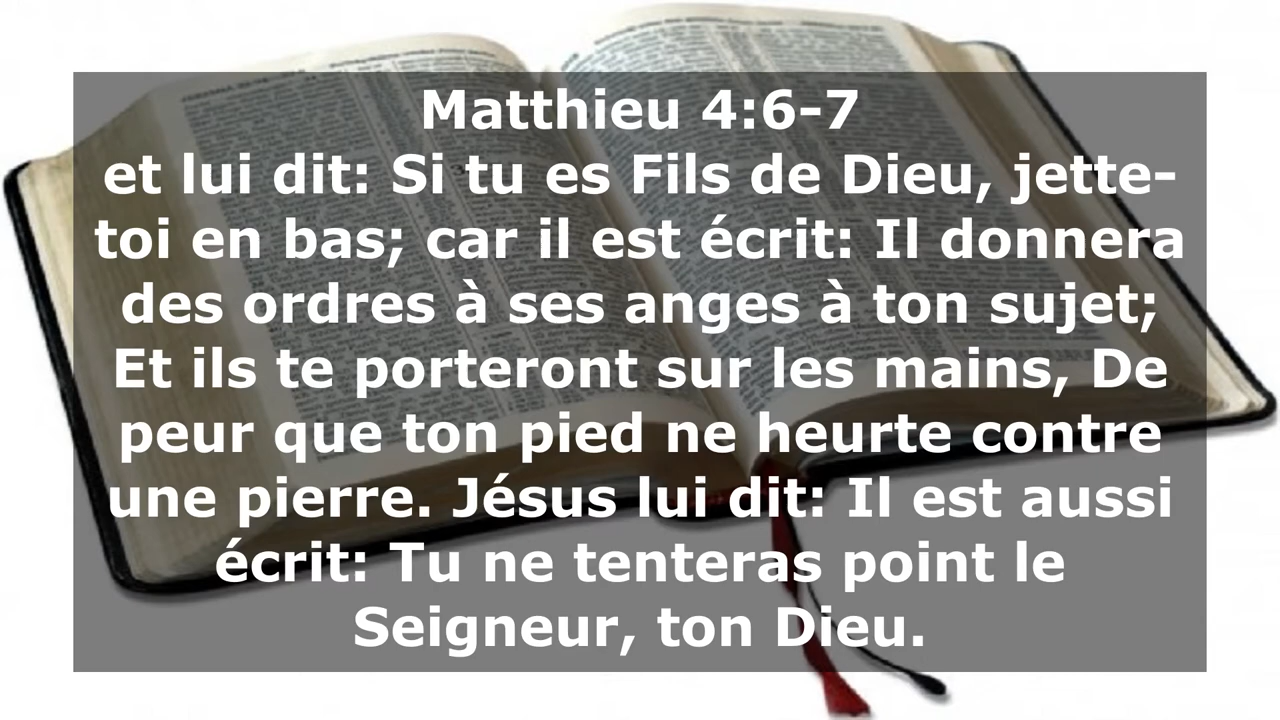 Matthieu 4:6-7
et lui dit: Si tu es Fils de Dieu, jette-
toi en bas; car il est écrit: Il donnera
des ordres à ses anges à ton sujet;
Et ils te porteront sur les mains, De
peur que ton pied ne heurte contre
une pierre. Jésus lui dit: Il est aussi
écrit: Tu ne tenteras point le
Seigneur, ton Dieu.